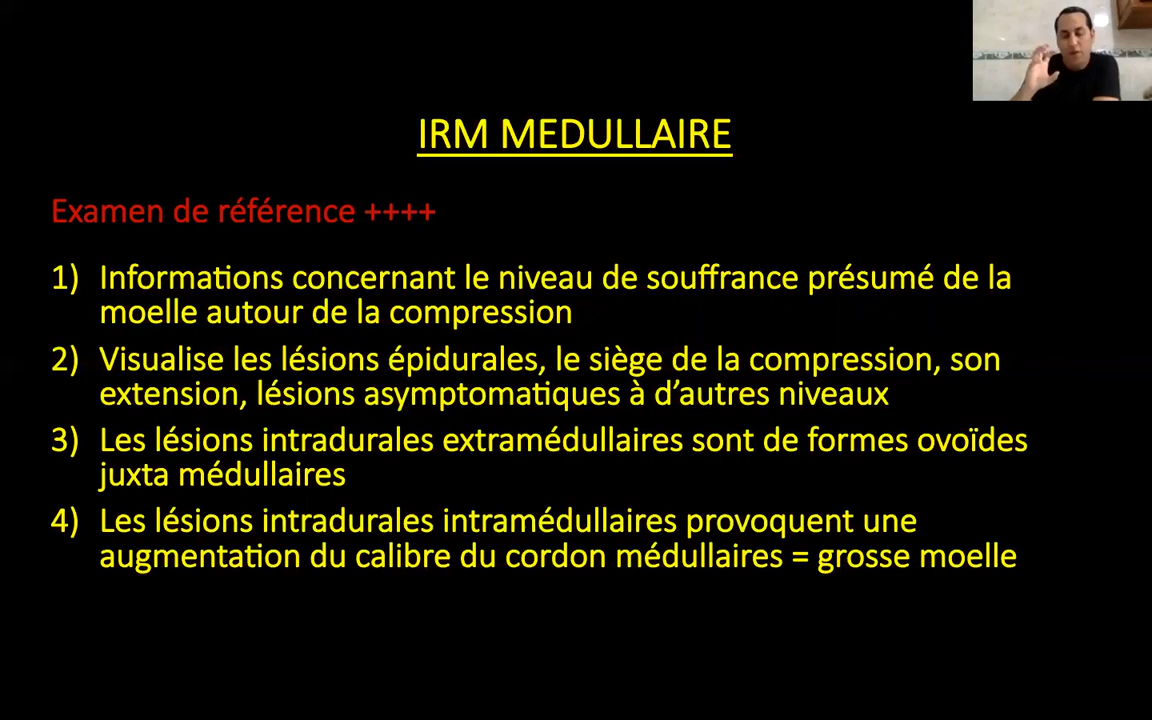 IRM MEDULLAIRE
Examen de référence ++++
1) Informations concernant le niveau de souffrance présumé de la
moelle autour de la compression
2) Visualise les lésions épidurales, le siège de la compression, son
extension, lésions asymptomatiques à d’autres niveaux
3) Les lésions intradurales extramédullaires sont de formes ovoïdes
juxta médullaires
4) Les lésions intradurales intramédullaires provoquent une
augmentation du calibre du cordon médullaires = grosse moelle